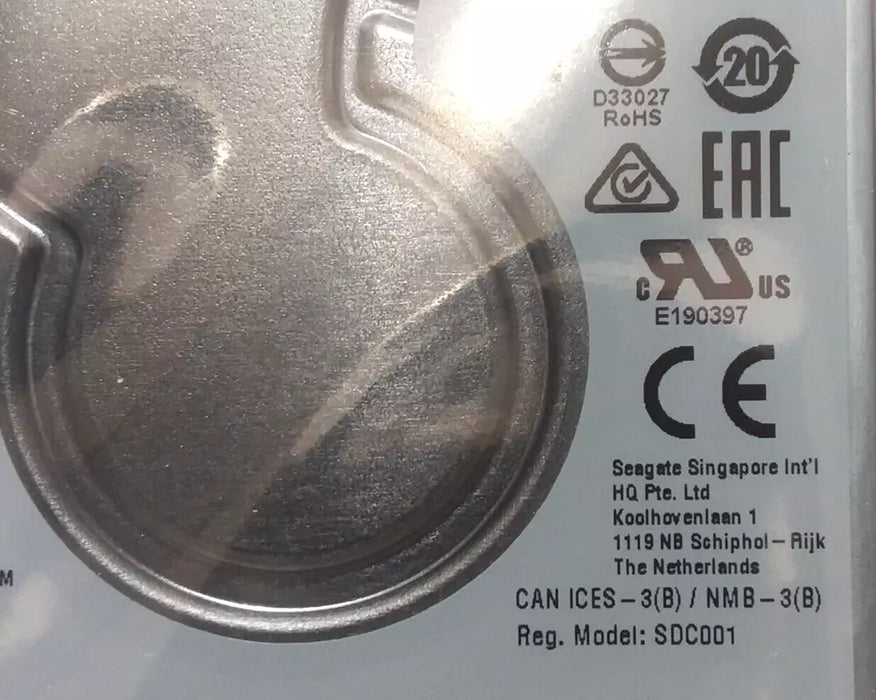 D33027
RoHS
20
EAC
c RU ® US
E190397
CE
Seagate Singapore Int'l
HQ Pte. Ltd
Koolhovenlaan 1
1119 NB Schiphol-Rijk
The Netherlands
M
CAN ICES-3(B) / NMB-3(B)
Reg. Model: SDC001